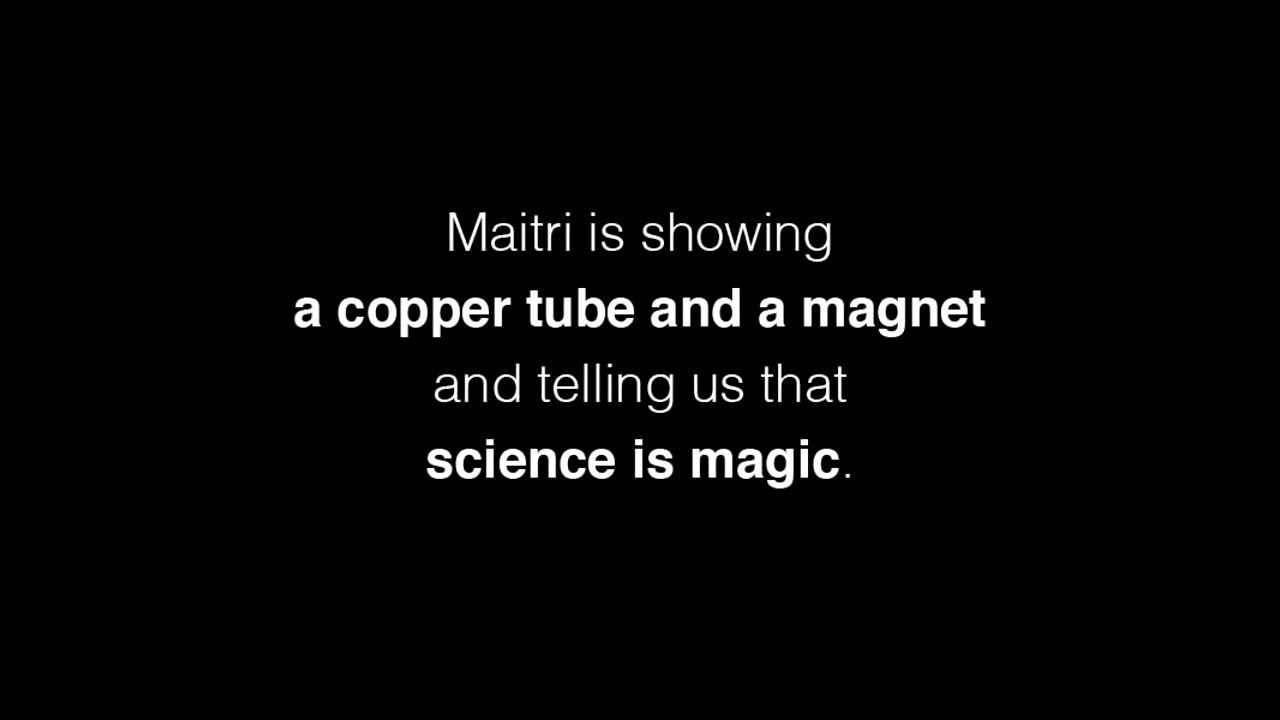 Maitri is showing
a copper tube and a magnet
and telling us that
science is magic.